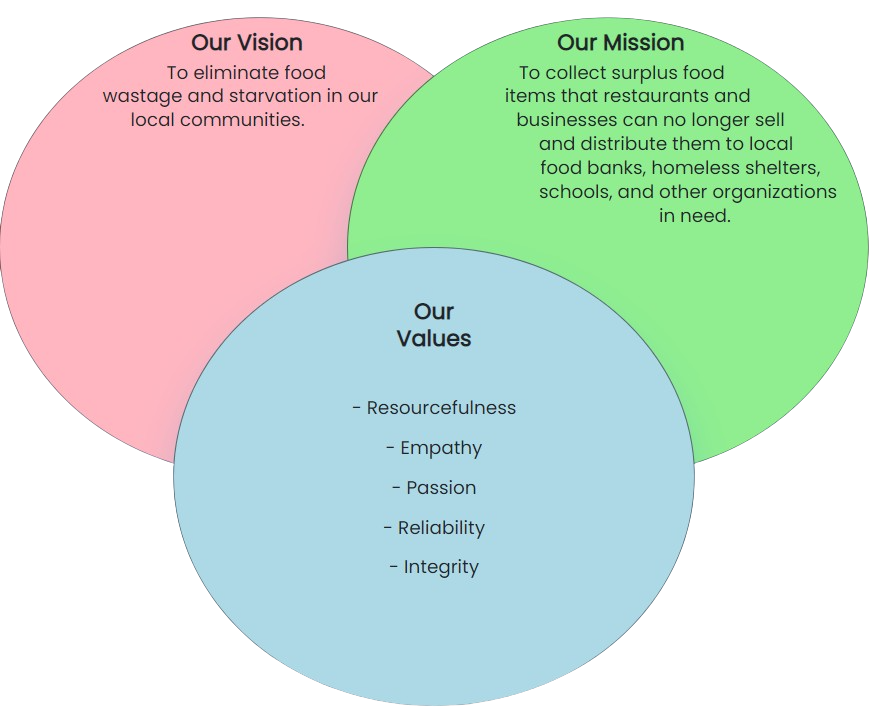 Our Vision
To eliminate food
wastage and starvation in our
local communities.
Our Mission
To collect surplus food
items that restaurants and
businesses can no longer sell
and distribute them to local
food banks, homeless shelters,
schools, and other organizations
in need.
Our
Values
- Resourcefulness
- Empathy
- Passion
- Reliability
- Integrity